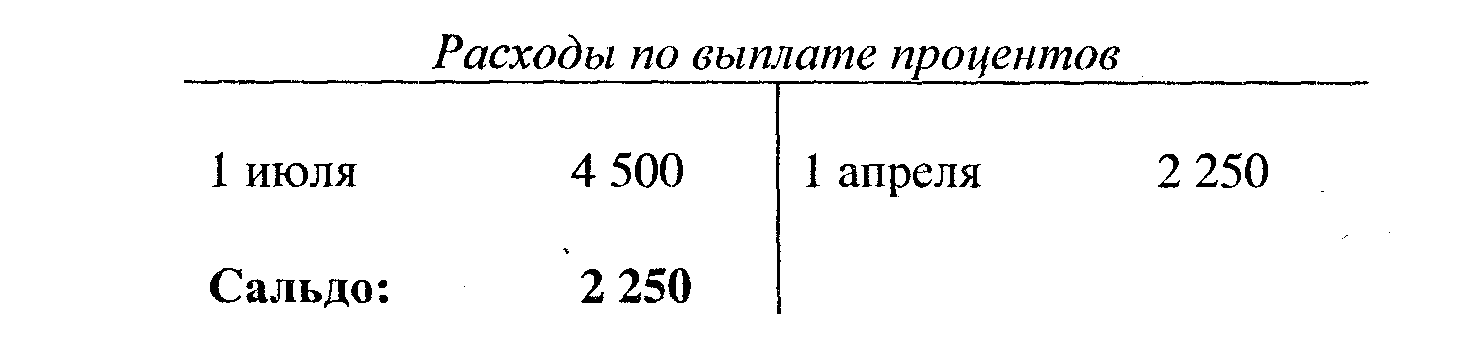 Расходы по выплате процентов
1 июля 4 500 1 апреля 2 250
Сальдо: 2 250